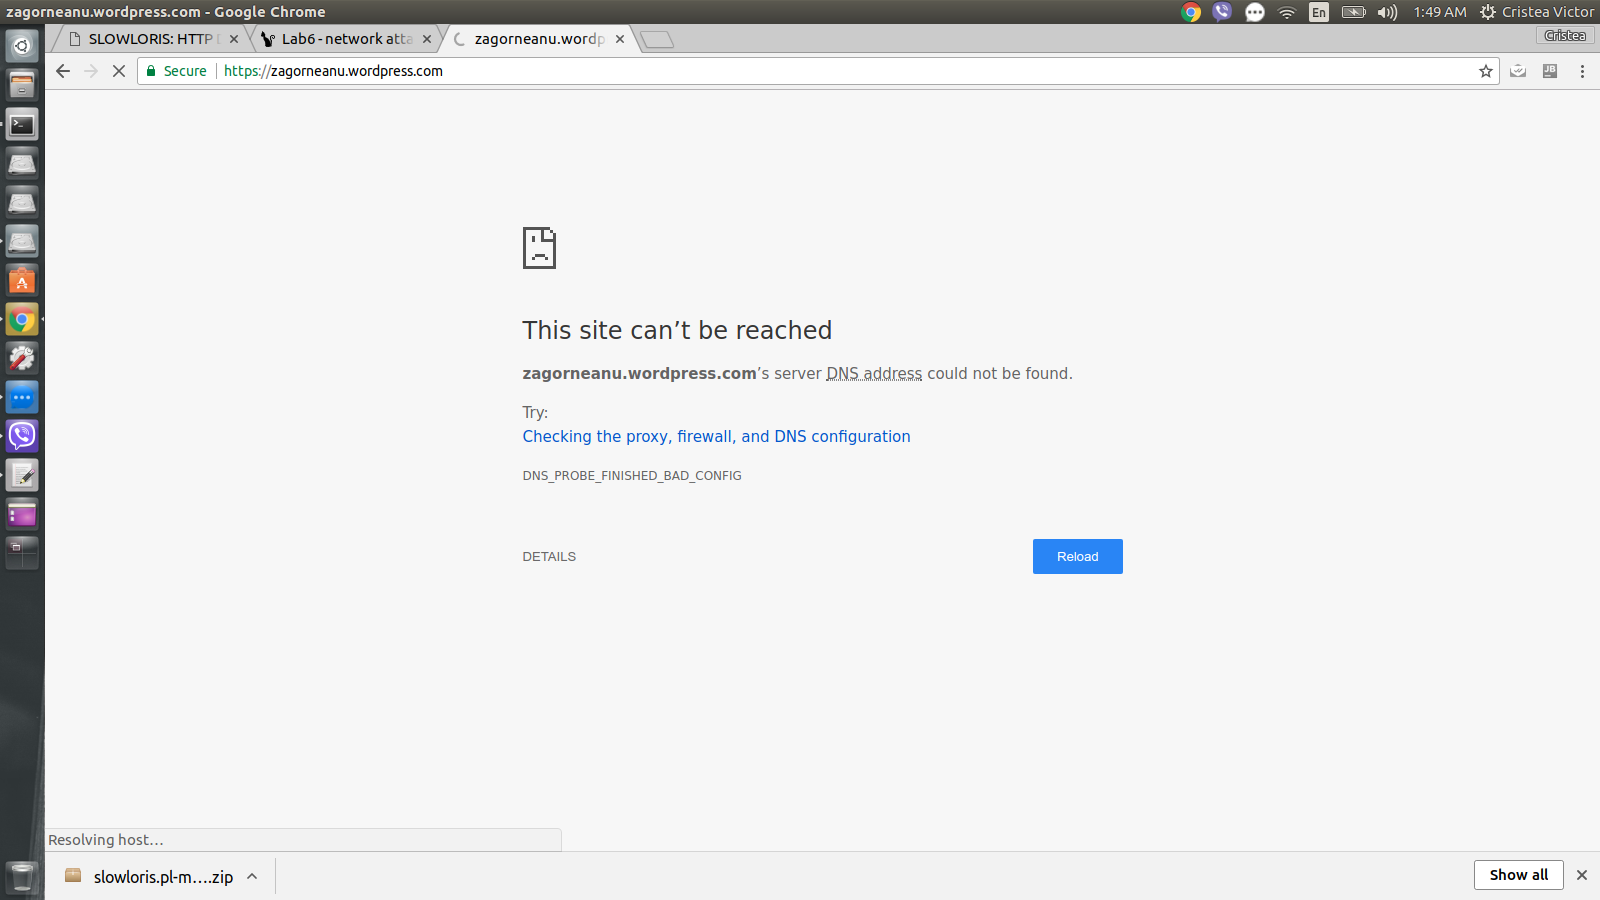 zagorneanu.wordpress.com - Google Chrome
En
1:49 AM
Cristea Victor
SLOWLORIS: HTTP
Lab6 - network atta
zagorneanu.wordp
Cristea
Secure
https://zagorneanu.wordpress.com
JB
This site can’t be reached
zagorneanu.wordpress.com’s server DNS address could not be found.
Try:
Checking the proxy, firewall, and DNS configuration
DNS_PROBE_FINISHED_BAD_CONFIG
DETAILS
Reload
Resolving host…
slowloris.pl-m….zip
Show all